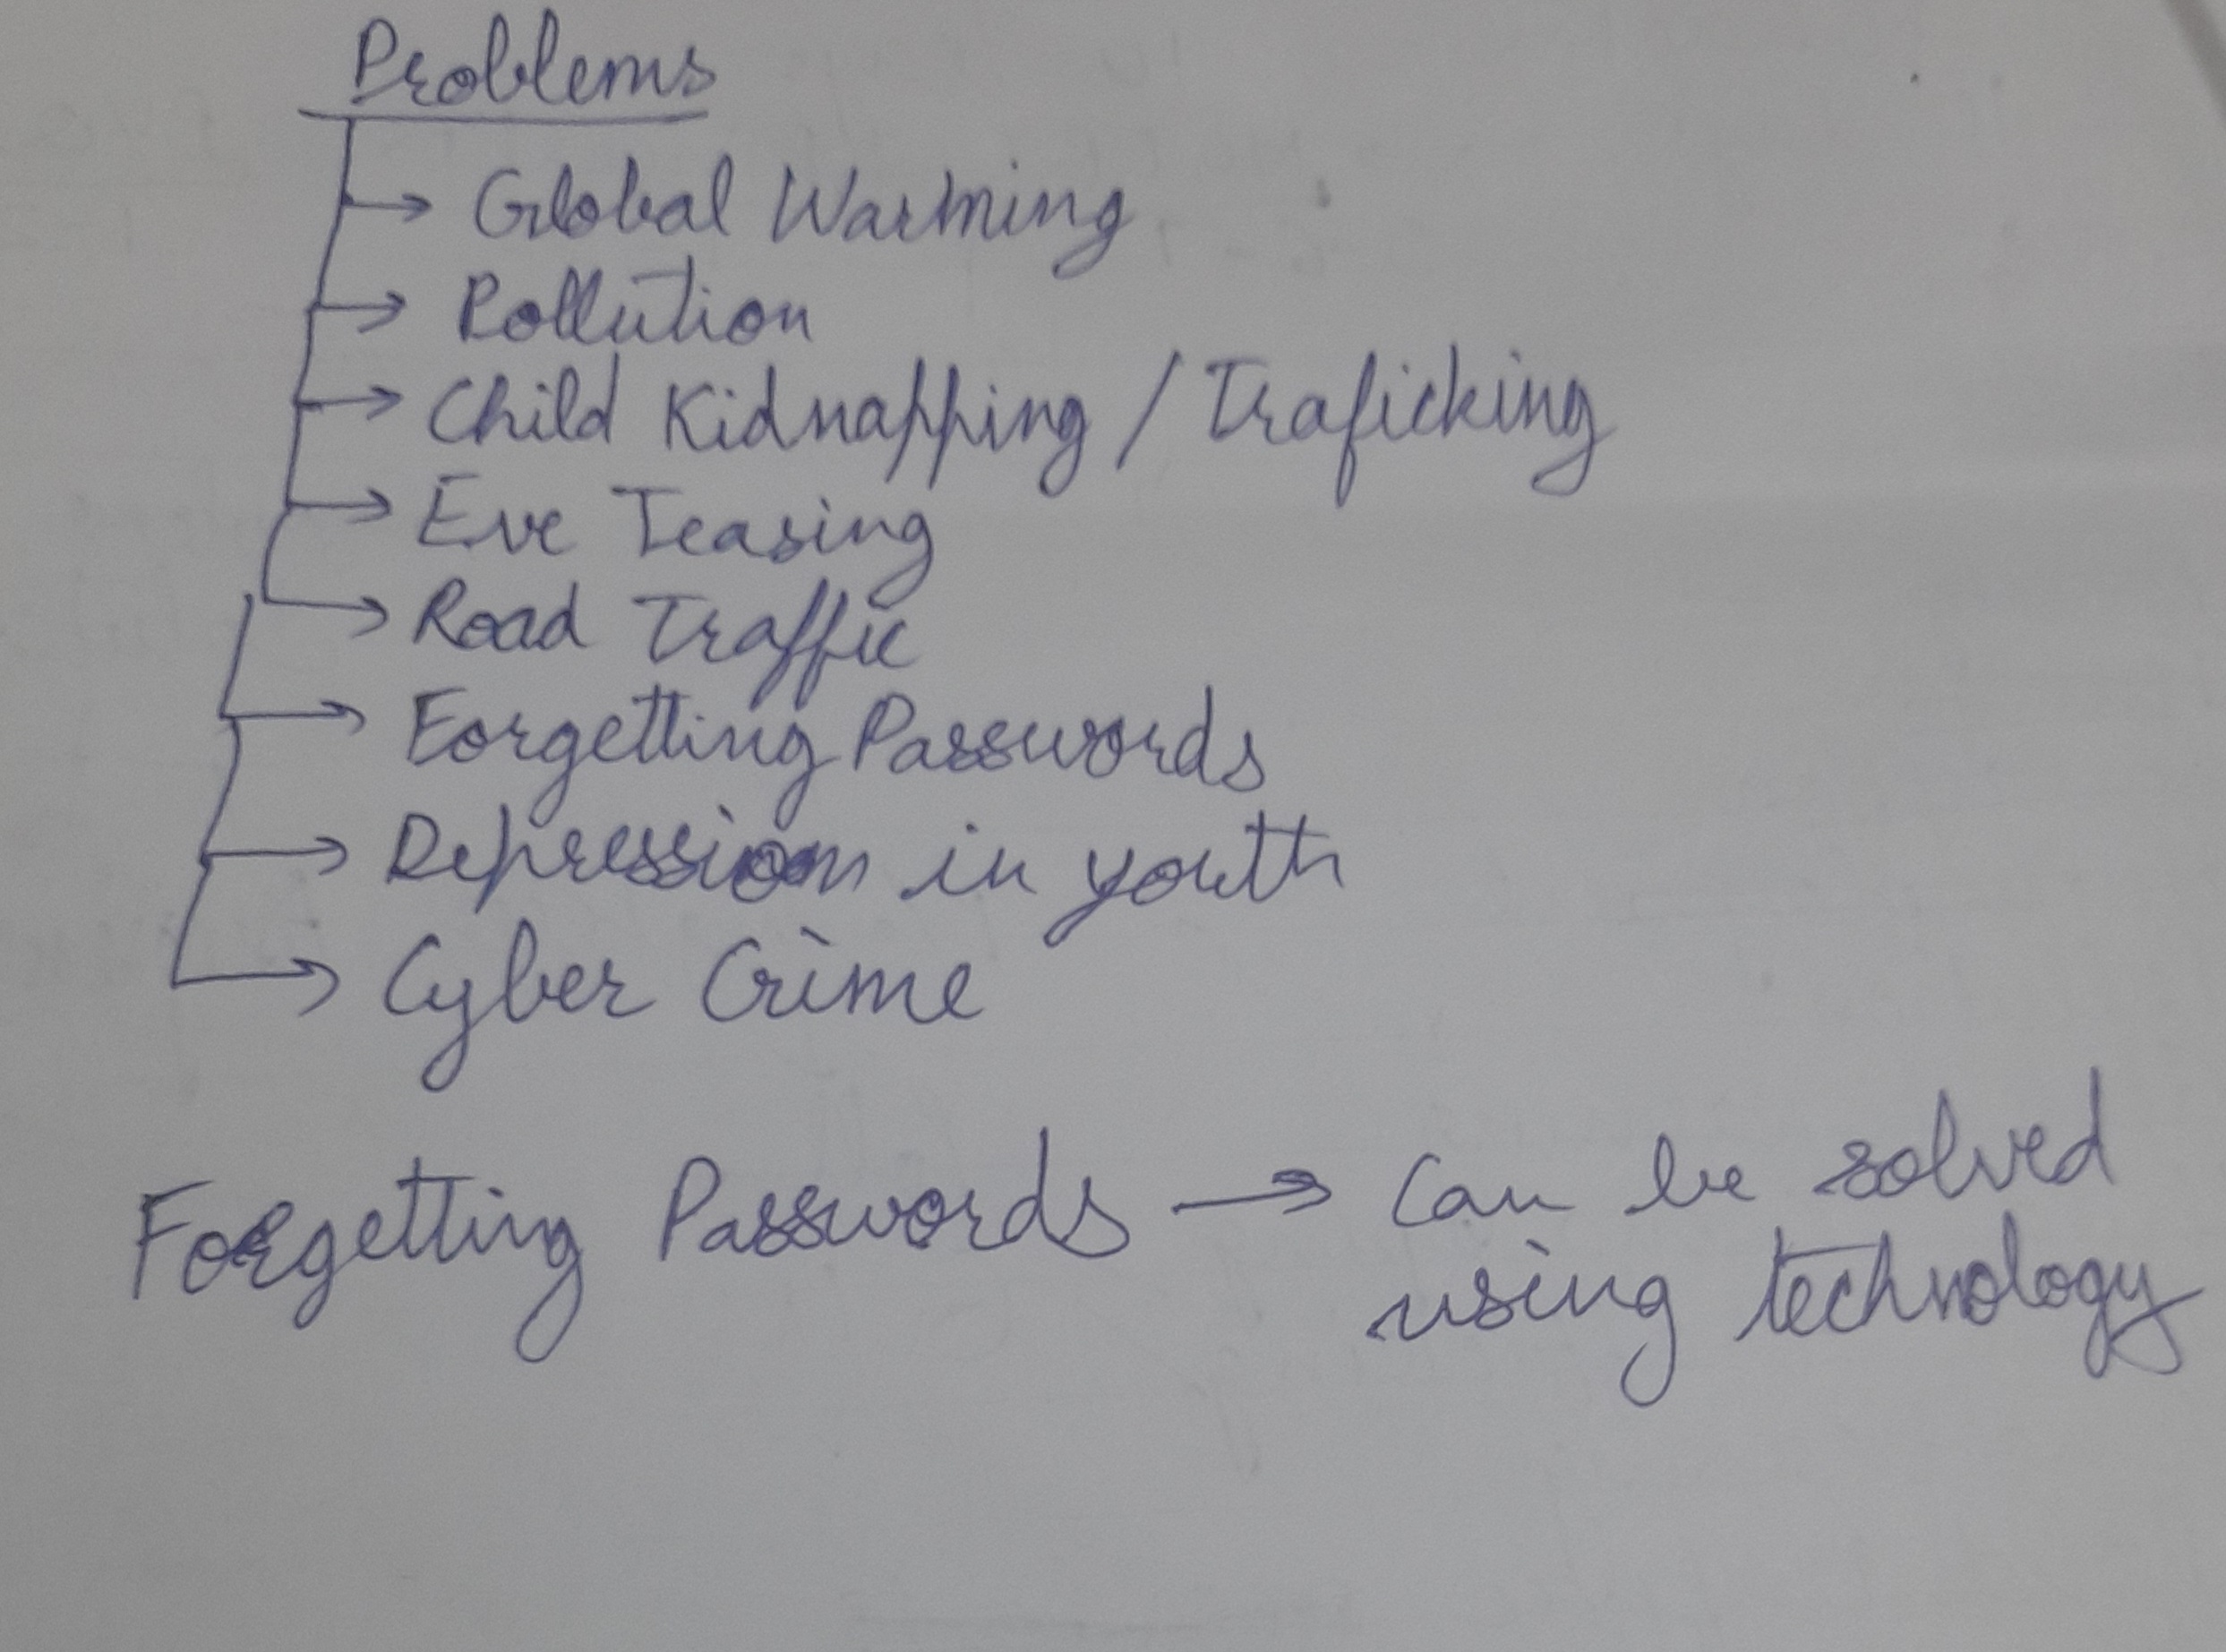 Problems
→ Global Warming
→ Pollution
→ Child Kidnapping / Traficking
→ Eve Teasing
→ Road Traffic
→ Forgetting Passwords
→ Depression in youth
→ Cyber Crime
Forgetting Passwords → Can be solved
using technology